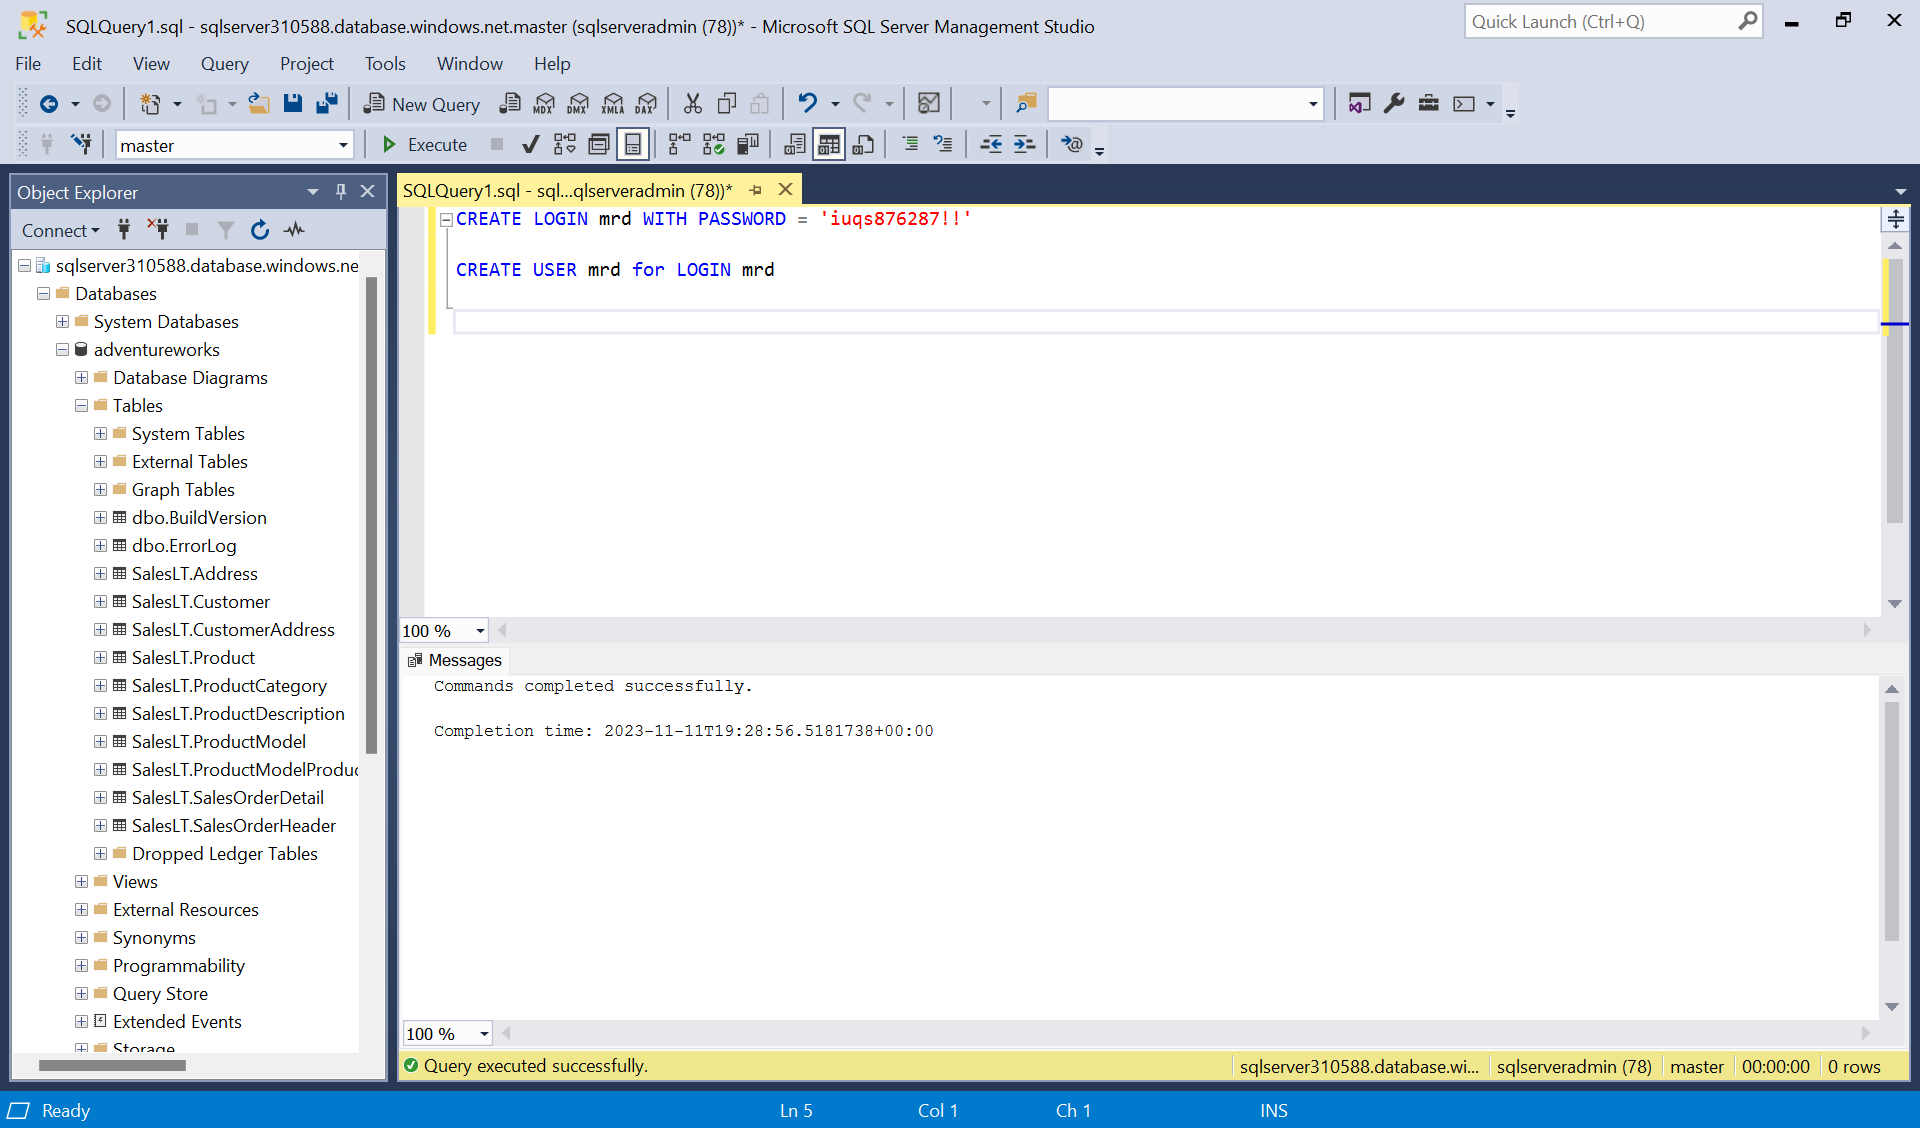 SQLQuery1.sql - sqlserver310588.database.windows.net.master (sqlserveradmin (78))* - Microsoft SQL Server Management Studio
Quick Launch (Ctrl+Q)
File Edit View Query Project Tools Window Help
New Query MDX DMX XMLA DAX
master Execute
Object Explorer
Connect
sqlserver310588.database.windows.ne
Databases
System Databases
adventureworks
Database Diagrams
Tables
System Tables
External Tables
Graph Tables
dbo.BuildVersion
dbo.ErrorLog
SalesLT.Address
SalesLT.Customer
SalesLT.CustomerAddress
SalesLT.Product
SalesLT.ProductCategory
SalesLT.ProductDescription
SalesLT.ProductModel
SalesLT.ProductModelProduc
SalesLT.SalesOrderDetail
SalesLT.SalesOrderHeader
Dropped Ledger Tables
Views
External Resources
Synonyms
Programmability
Query Store
Extended Events
Storage
SQLQuery1.sql - sql...qlserveradmin (78))*
CREATE LOGIN mrd WITH PASSWORD = 'iuqs876287!!'
CREATE USER mrd for LOGIN mrd
100 %
Messages
Commands completed successfully.
Completion time: 2023-11-11T19:28:56.5181738+00:00
100 %
Query executed successfully. sqlserver310588.database.wi... sqlserveradmin (78) master 00:00:00 0 rows
Ready Ln 5 Col 1 Ch 1 INS